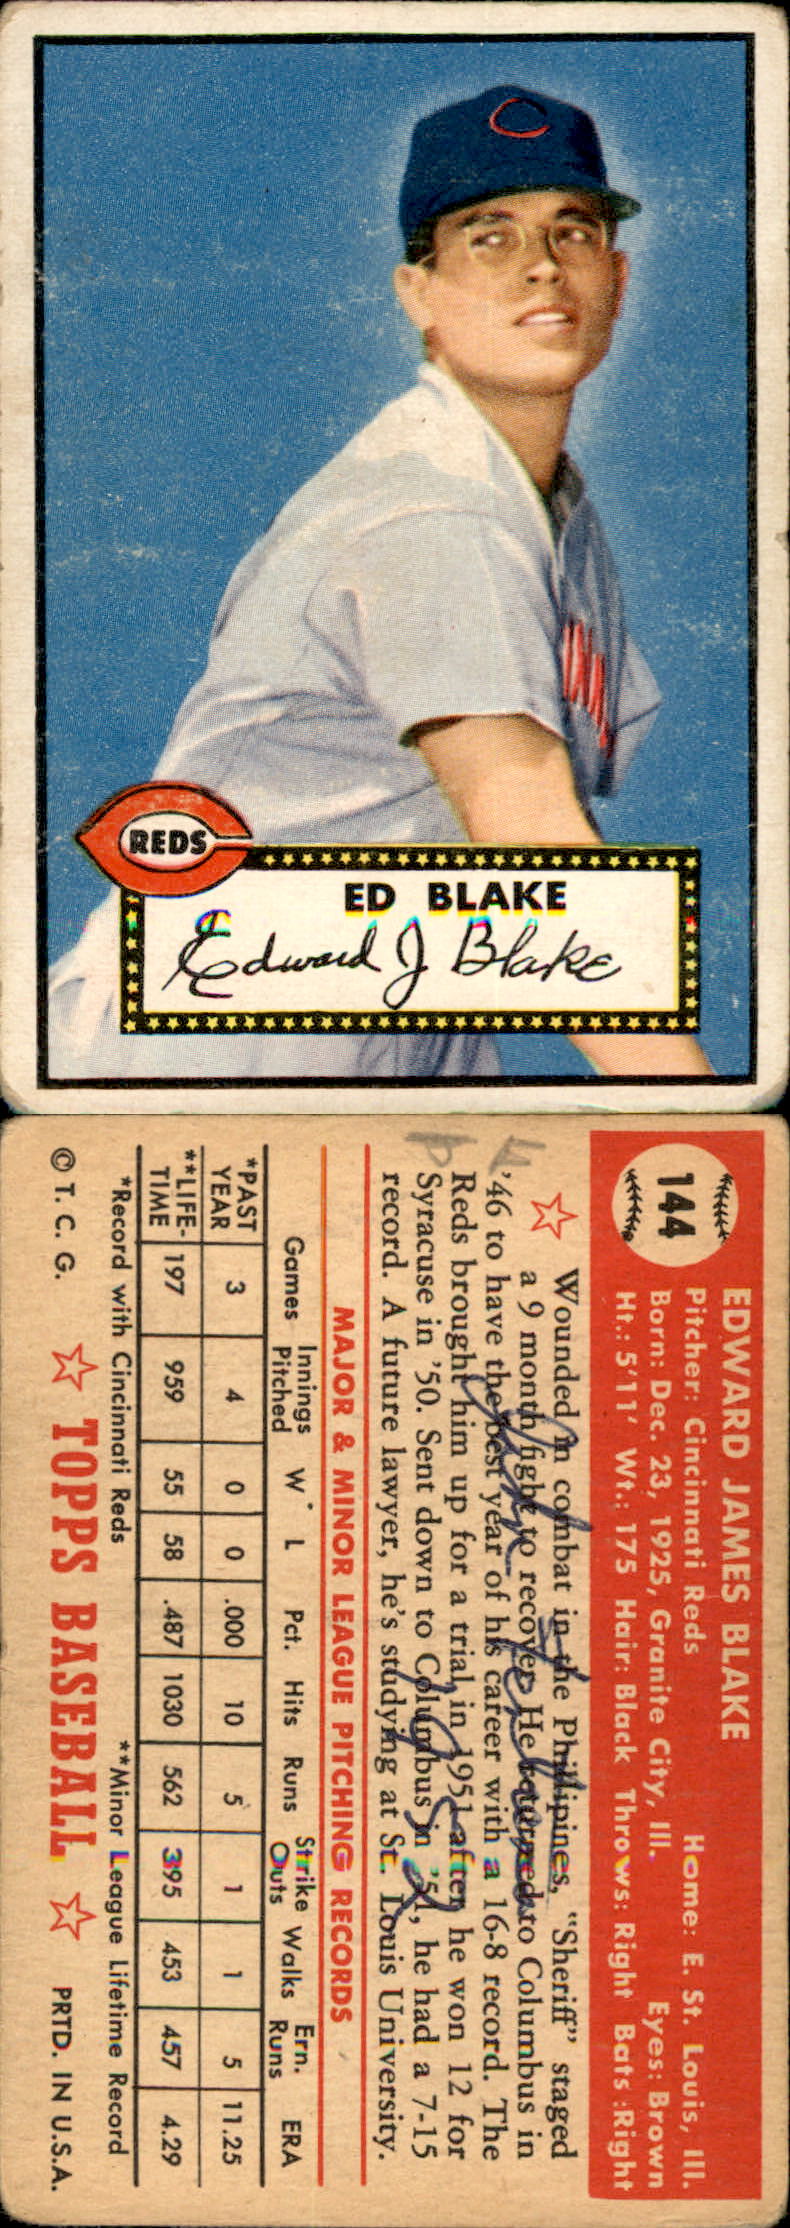 C
REDS
ED BLAKE
Edward J Blake
144
EDWARD JAMES BLAKE
Pitcher: Cincinnati Reds Home: E. St. Louis, Ill.
Born: Dec. 23, 1925, Granite City, Ill. Eyes: Brown
Ht.: 5'11' Wt.: 175 Hair: Black Throws: Right Bats :Right
Wounded in combat in the Phillipines, "Sheriff" staged
a 9 month fight to recover. He returned to Columbus in
'46 to have the best year of his career with a 16-8 record. The
Reds brought him up for a trial in 1951 after he won 12 for
Syracuse in '50. Sent down to Columbus in '51, he had a 7-15
record. A future lawyer, he's studying at St. Louis University.
MAJOR & MINOR LEAGUE PITCHING RECORDS
Games Innings Pitched W L Pct. Hits Runs Strike Outs Walks Ern. Runs ERA
*PAST YEAR 3 4 0 0 .000 10 5 1 1 5 11.25
**LIFE-TIME 197 959 55 58 .487 1030 562 395 453 457 4.29
*Record with Cincinnati Reds **Minor League Lifetime Record
© T. C. G. TOPPS BASEBALL PRTD. IN U.S.A.